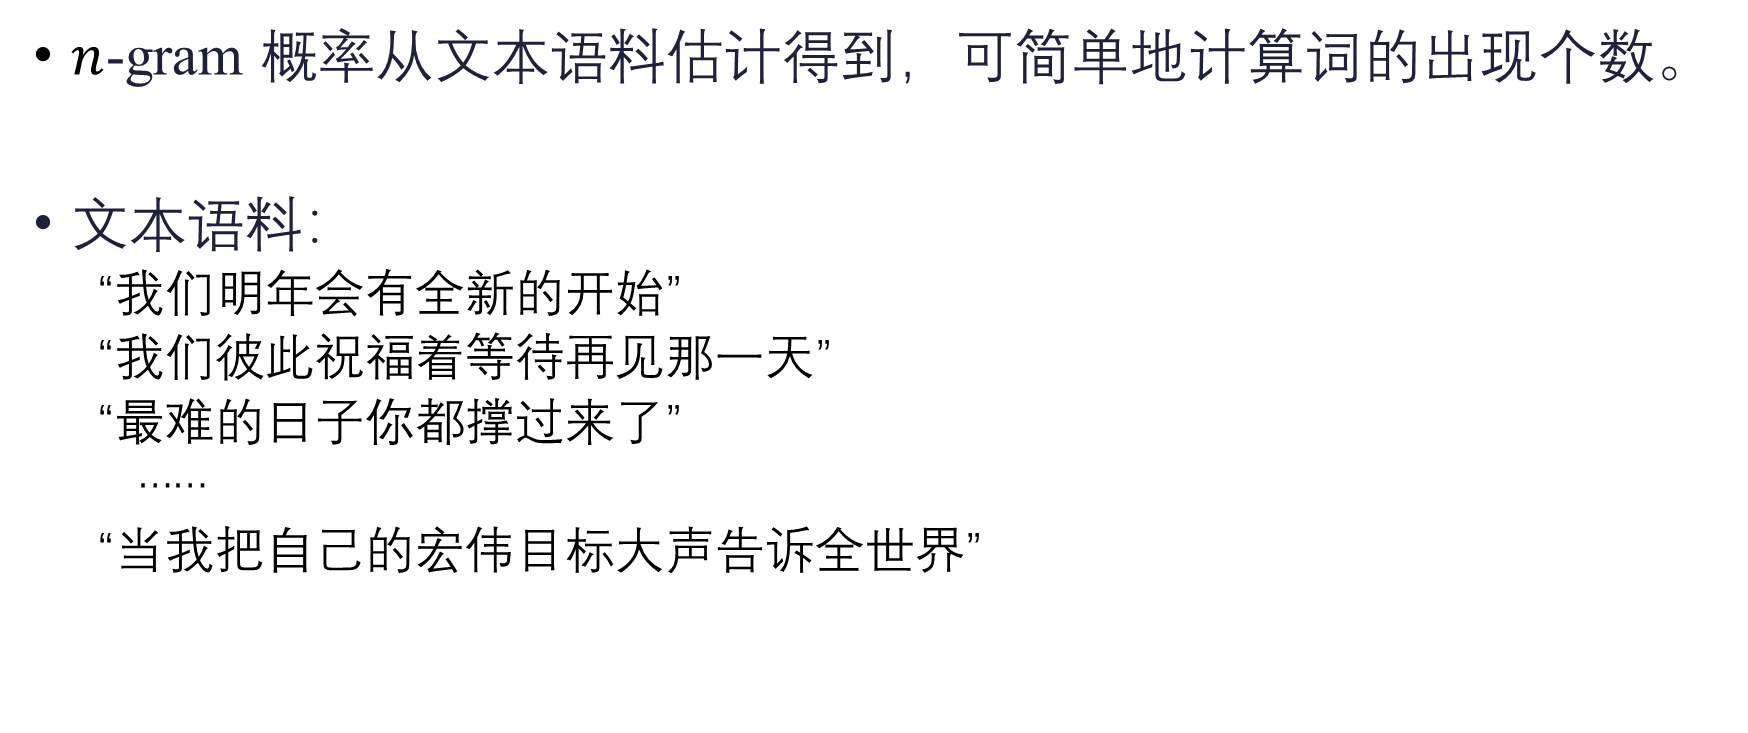 • n-gram 概率从文本语料估计得到，可简单地计算词的出现个数。
• 文本语料：
“我们明年会有全新的开始”
“我们彼此祝福着等待再见那一天”
“最难的日子你都撑过来了”
……
“当我把自己的宏伟目标大声告诉全世界”